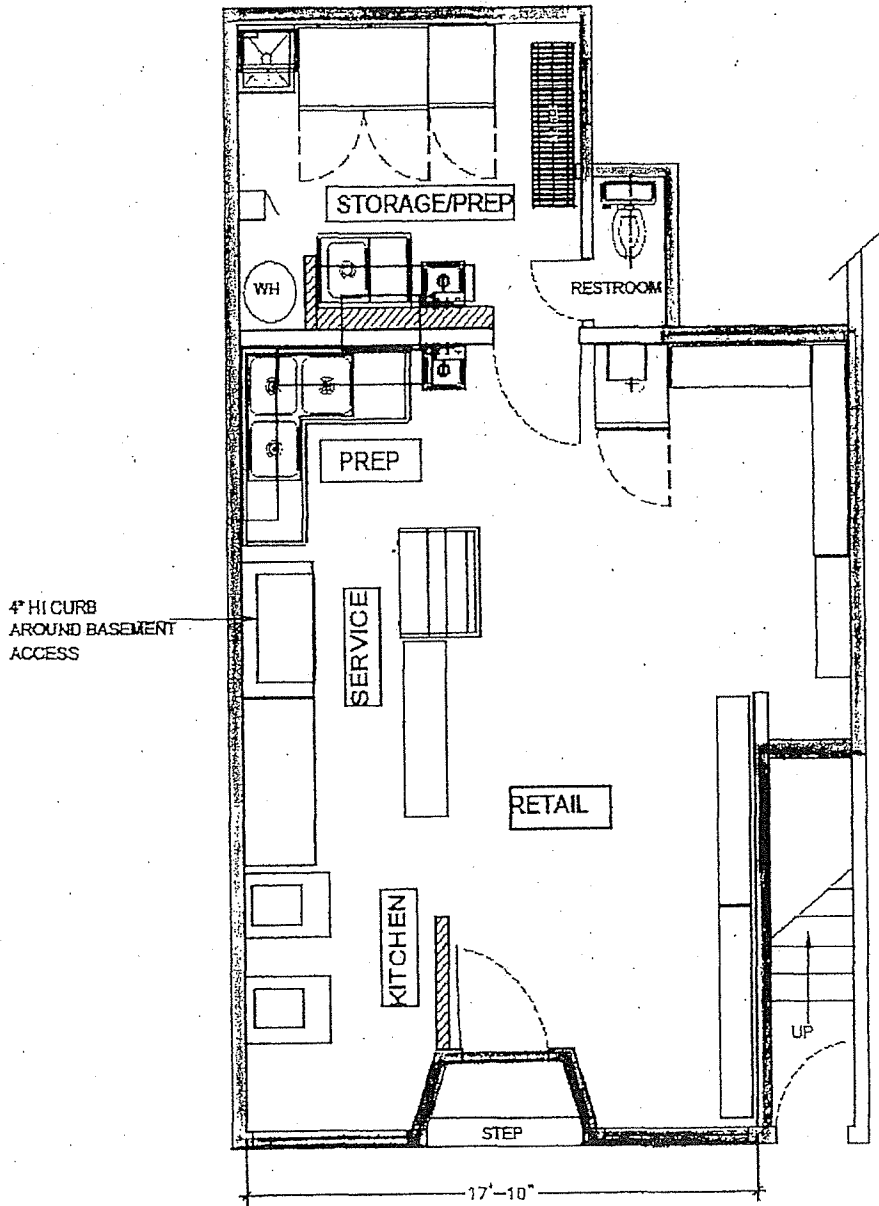 STORAGE/PREP
WH
RESTROOM
PREP
4" HI CURB
AROUND BASEMENT
ACCESS
SERVICE
RETAIL
KITCHEN
UP
STEP
17'-10"